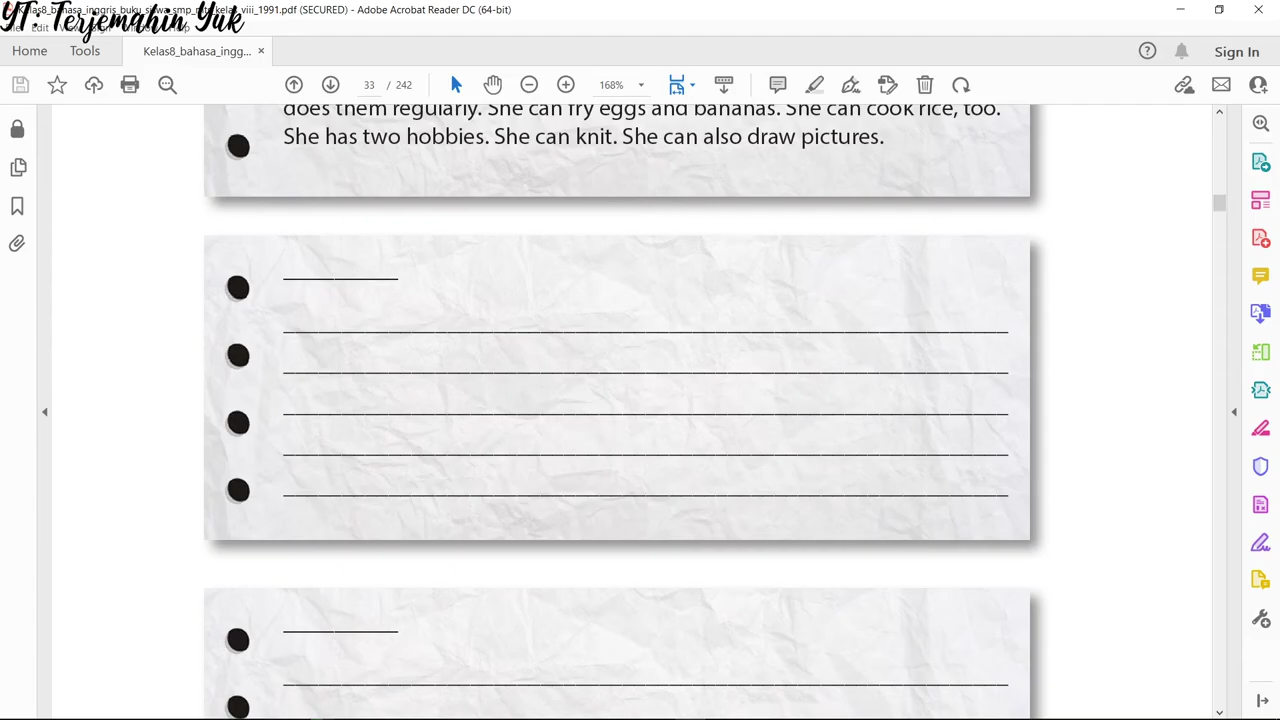 YT: Terjemahin Yuk
bahasa_inggris_buku_siswa_smp_mts_kelas_viii_1991.pdf (SECURED) - Adobe Acrobat Reader DC (64-bit)
Home Tools Kelas8_bahasa_ingg... × Sign In
33 / 242 168%
does them regularly. She can fry eggs and bananas. She can cook rice, too.
She has two hobbies. She can knit. She can also draw pictures.